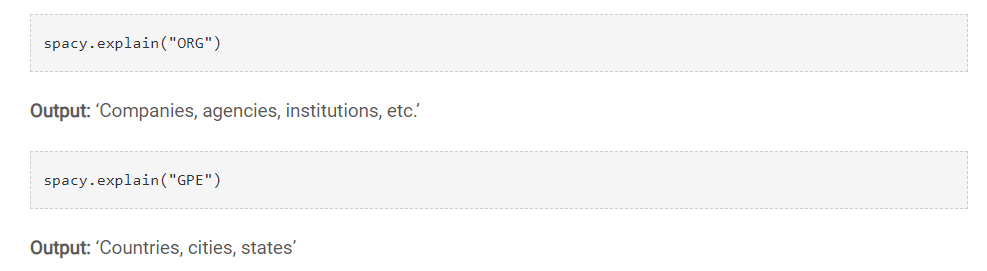 spacy.explain("ORG")
Output: ‘Companies, agencies, institutions, etc.’
spacy.explain("GPE")
Output: ‘Countries, cities, states’